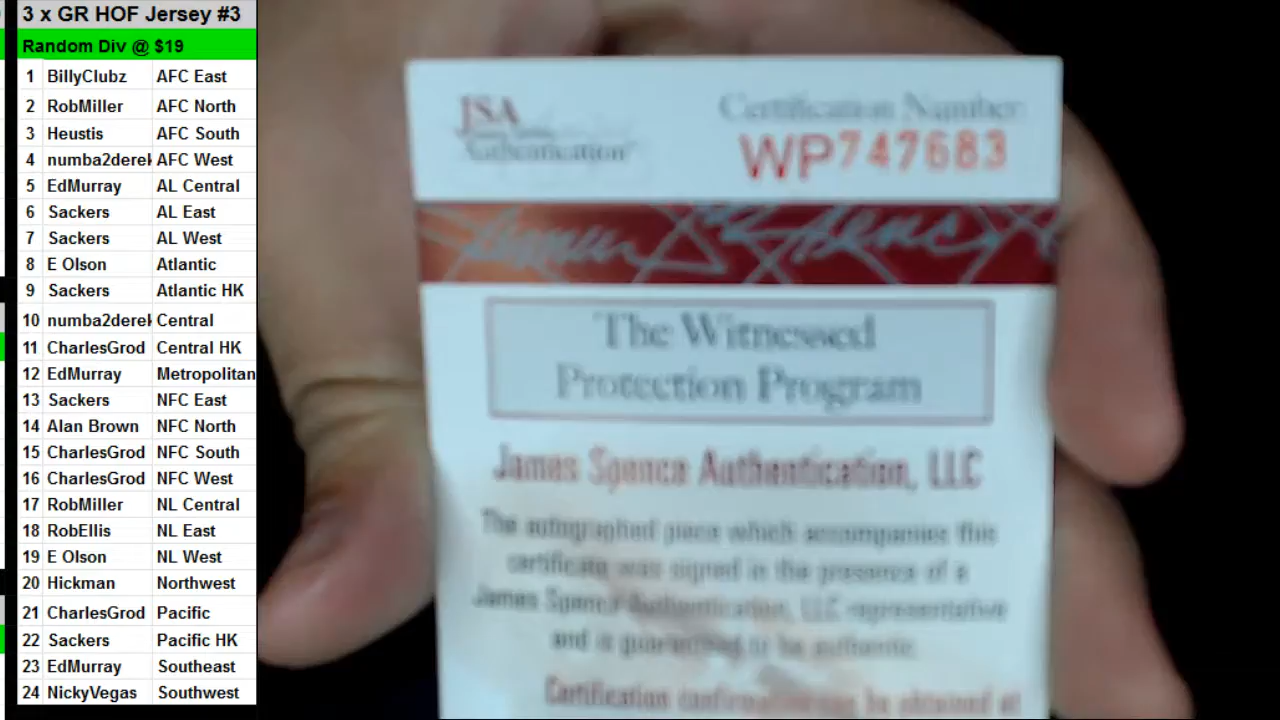 3 x GR HOF Jersey #3
Random Div @ $19
1 BillyClubz AFC East
2 RobMiller AFC North
3 Heustis AFC South
4 numba2derek AFC West
5 EdMurray AL Central
6 Sackers AL East
7 Sackers AL West
8 E Olson Atlantic
9 Sackers Atlantic HK
10 numba2derek Central
11 CharlesGrod Central HK
12 EdMurray Metropolitan
13 Sackers NFC East
14 Alan Brown NFC North
15 CharlesGrod NFC South
16 CharlesGrod NFC West
17 RobMiller NL Central
18 RobEllis NL East
19 E Olson NL West
20 Hickman Northwest
21 CharlesGrod Pacific
22 Sackers Pacific HK
23 EdMurray Southeast
24 NickyVegas Southwest
JSA
Authentication
Certification Number:
WP747683
The Witnessed
Protection Program
James Spence Authentication, LLC
The autographed piece which accompanies this
certificate was signed in the presence of a
James Spence Authentication, LLC representative
and is guaranteed to be authentic.
Certification confirmation may be obtained at